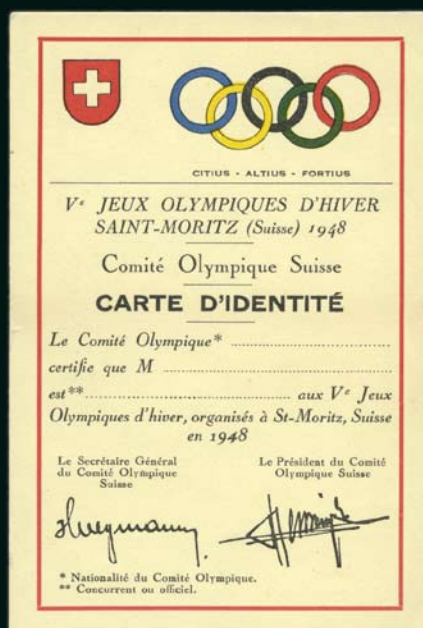 CITIUS - ALTIUS - FORTIUS
Vᵉ JEUX OLYMPIQUES D'HIVER
SAINT-MORITZ (Suisse) 1948
Comité Olympique Suisse
CARTE D'IDENTITÉ
Le Comité Olympique* ........................................
certifie que M ............................................................
est**............................................................ aux Vᵉ Jeux
Olympiques d'hiver, organisés à St-Moritz, Suisse
en 1948
Le Secrétaire Général
du Comité Olympique
Suisse
Le Président du Comité
Olympique Suisse
* Nationalité du Comité Olympique.
** Concurrent ou officiel.